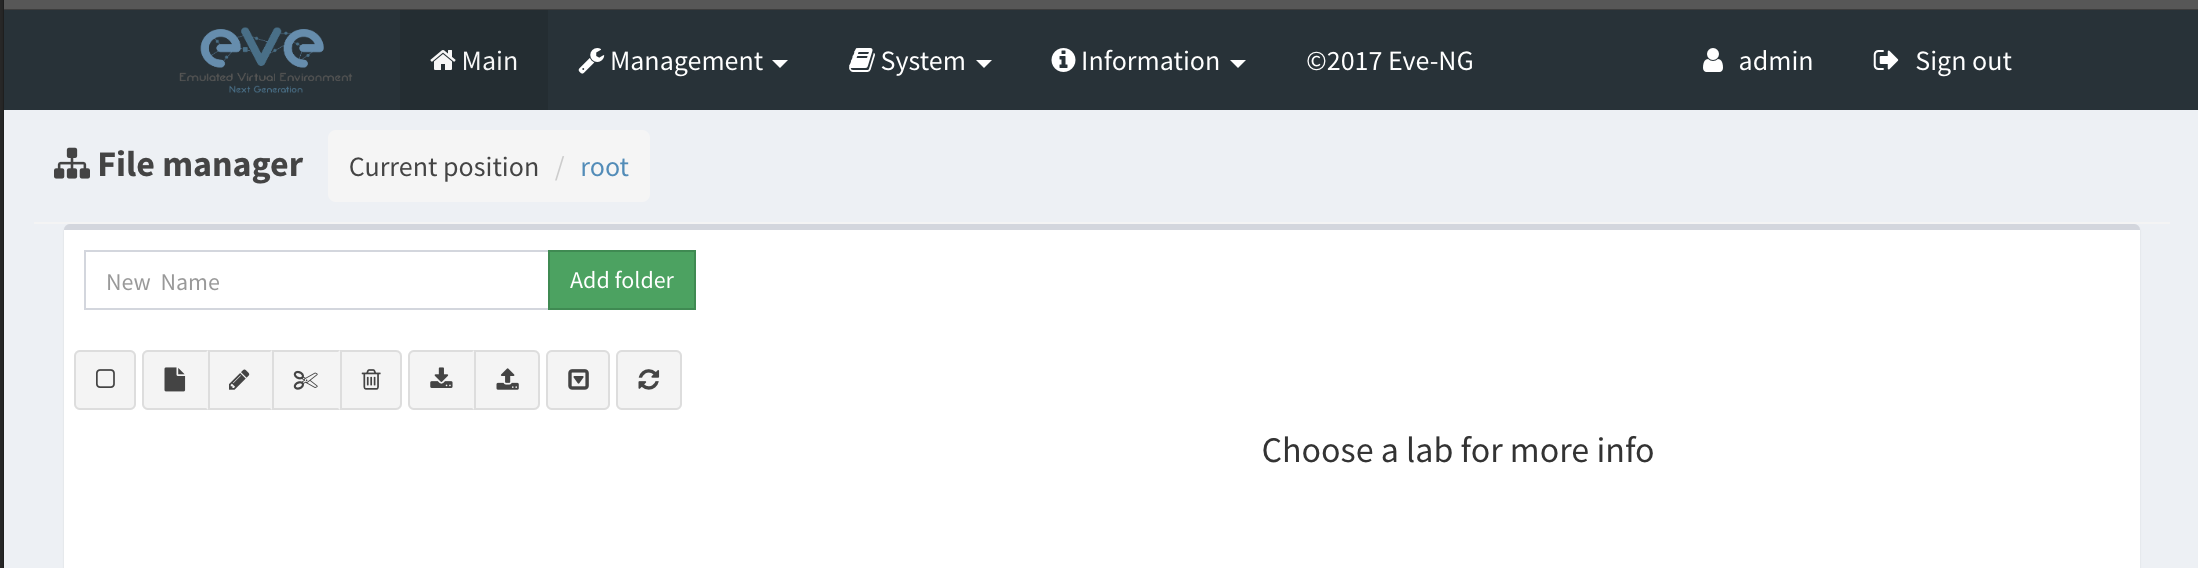 eve
Emulated Virtual Environment
Next Generation
Main
Management
System
Information
©2017 Eve-NG
admin
Sign out
File manager
Current position / root
New Name
Add folder
Choose a lab for more info